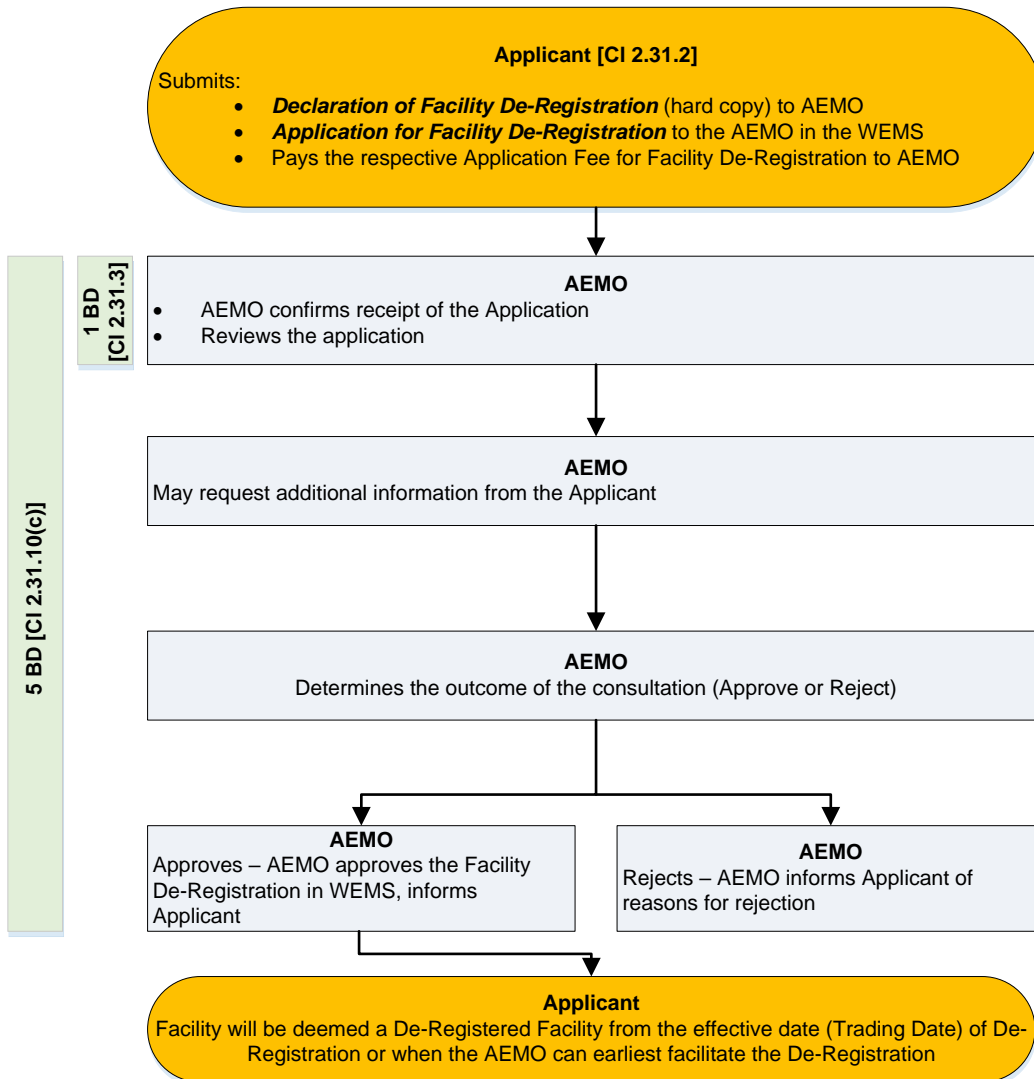 Applicant [Cl 2.31.2]
Submits:
• Declaration of Facility De-Registration (hard copy) to AEMO
• Application for Facility De-Registration to the AEMO in the WEMS
• Pays the respective Application Fee for Facility De-Registration to AEMO
5 BD [Cl 2.31.10(c)]
1 BD
[Cl 2.31.3]
AEMO
• AEMO confirms receipt of the Application
• Reviews the application
AEMO
May request additional information from the Applicant
AEMO
Determines the outcome of the consultation (Approve or Reject)
AEMO
Approves – AEMO approves the Facility
De-Registration in WEMS, informs
Applicant
AEMO
Rejects – AEMO informs Applicant of
reasons for rejection
Applicant
Facility will be deemed a De-Registered Facility from the effective date (Trading Date) of De-
Registration or when the AEMO can earliest facilitate the De-Registration